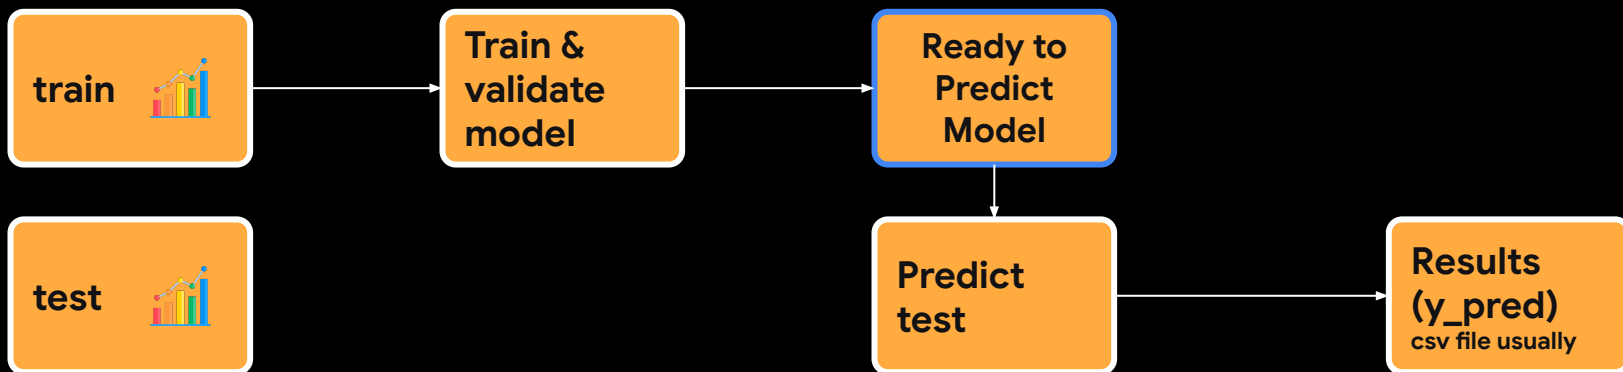 train
Train &
validate
model
Ready to
Predict
Model
test
Predict
test
Results
(y_pred)
csv file usually